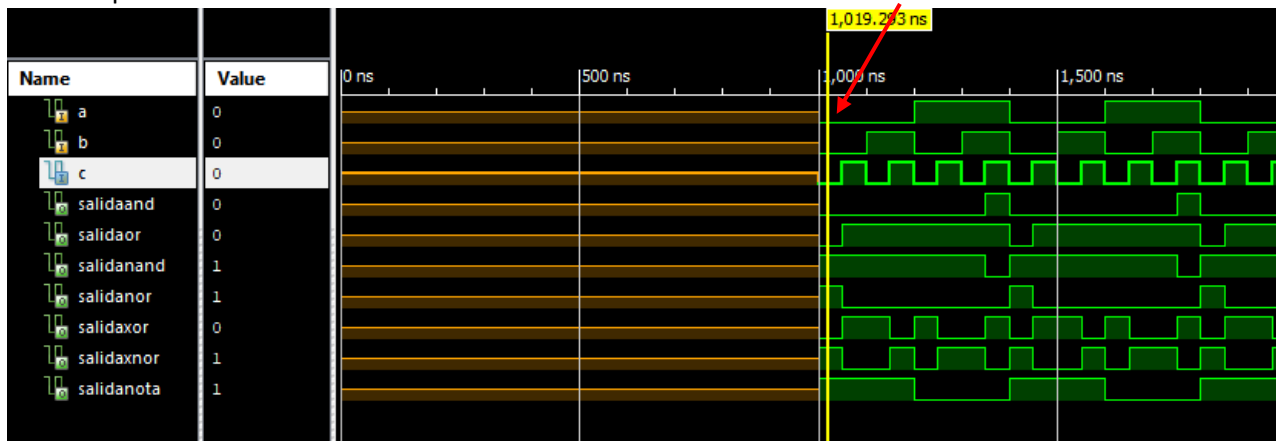 1,019.293 ns
Name Value 0 ns 500 ns 1,000 ns 1,500 ns
a 0
b 0
c 0
salidaand 0
salidaor 0
salidanand 1
salidanor 1
salidaxor 0
salidaxnor 1
salidanota 1